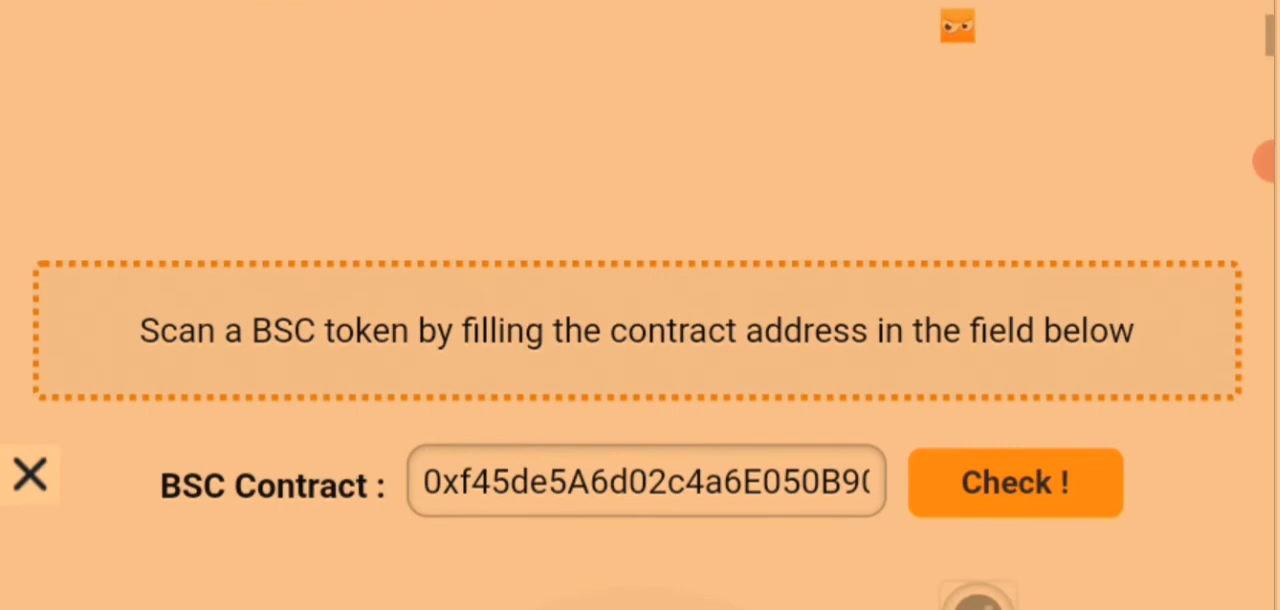 Scan a BSC token by filling the contract address in the field below
BSC Contract :
0xf45de5A6d02c4a6E050B9
Check !